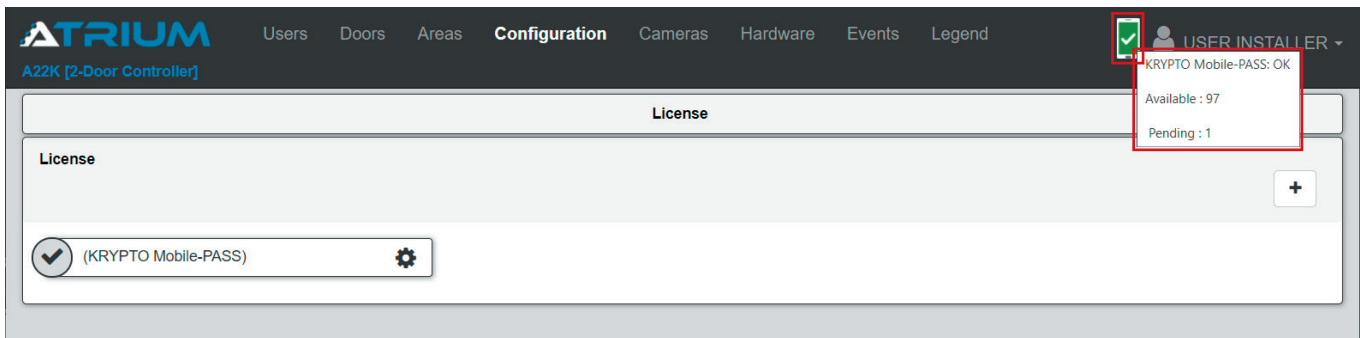 ATRIUM
Users Doors Areas Configuration Cameras Hardware Events Legend
USER INSTALLER
A22K [2-Door Controller]
KRYPTO Mobile-PASS: OK
Available : 97
Pending : 1
License
License
+
(KRYPTO Mobile-PASS)